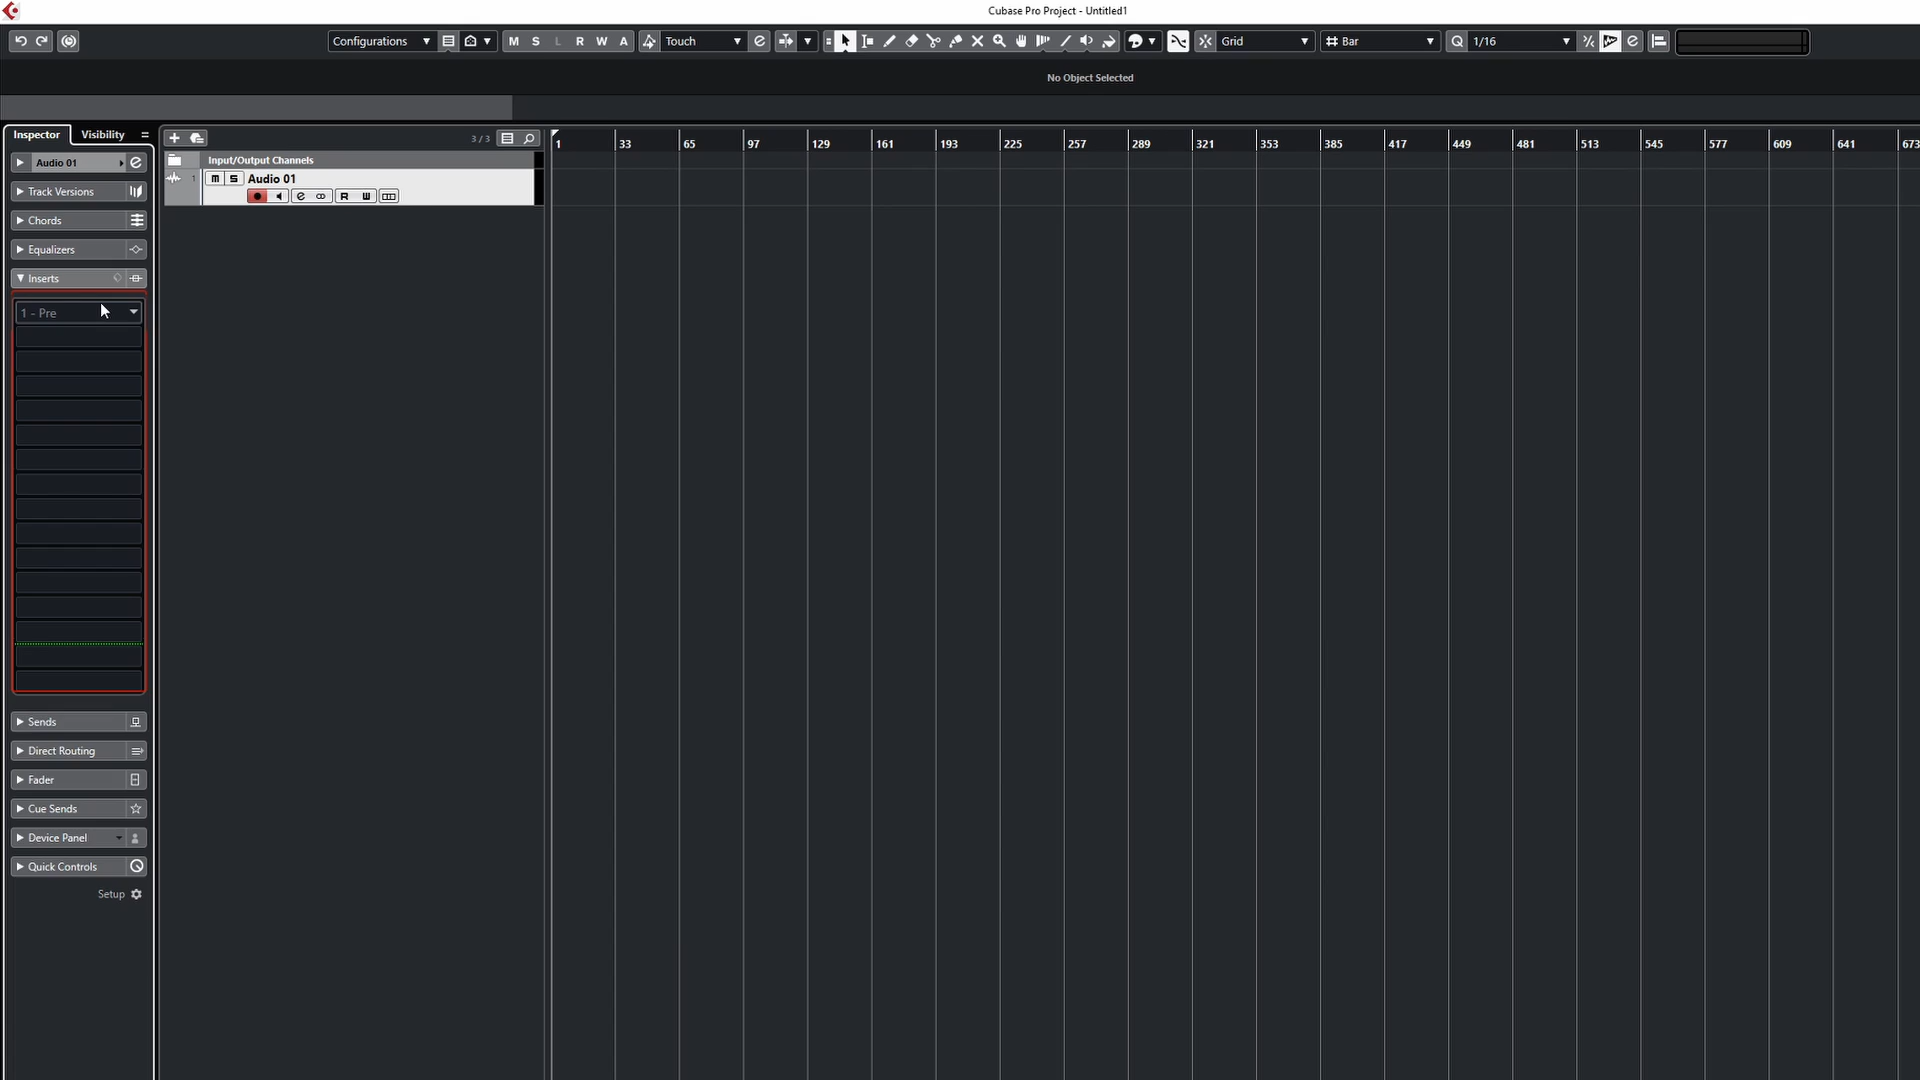 Cubase Pro Project - Untitled1
Configurations M S L R W A Touch Grid Bar Q 1/16
No Object Selected
Inspector Visibility
3 / 3
1 33 65 97 129 161 193 225 257 289 321 353 385 417 449 481 513 545 577 609 641 673
Input/Output Channels
Audio 01
1 m S Audio 01
e R W
Track Versions
Chords
Equalizers
Inserts
1 - Pre
Sends
Direct Routing
Fader
Cue Sends
Device Panel
Quick Controls
Setup